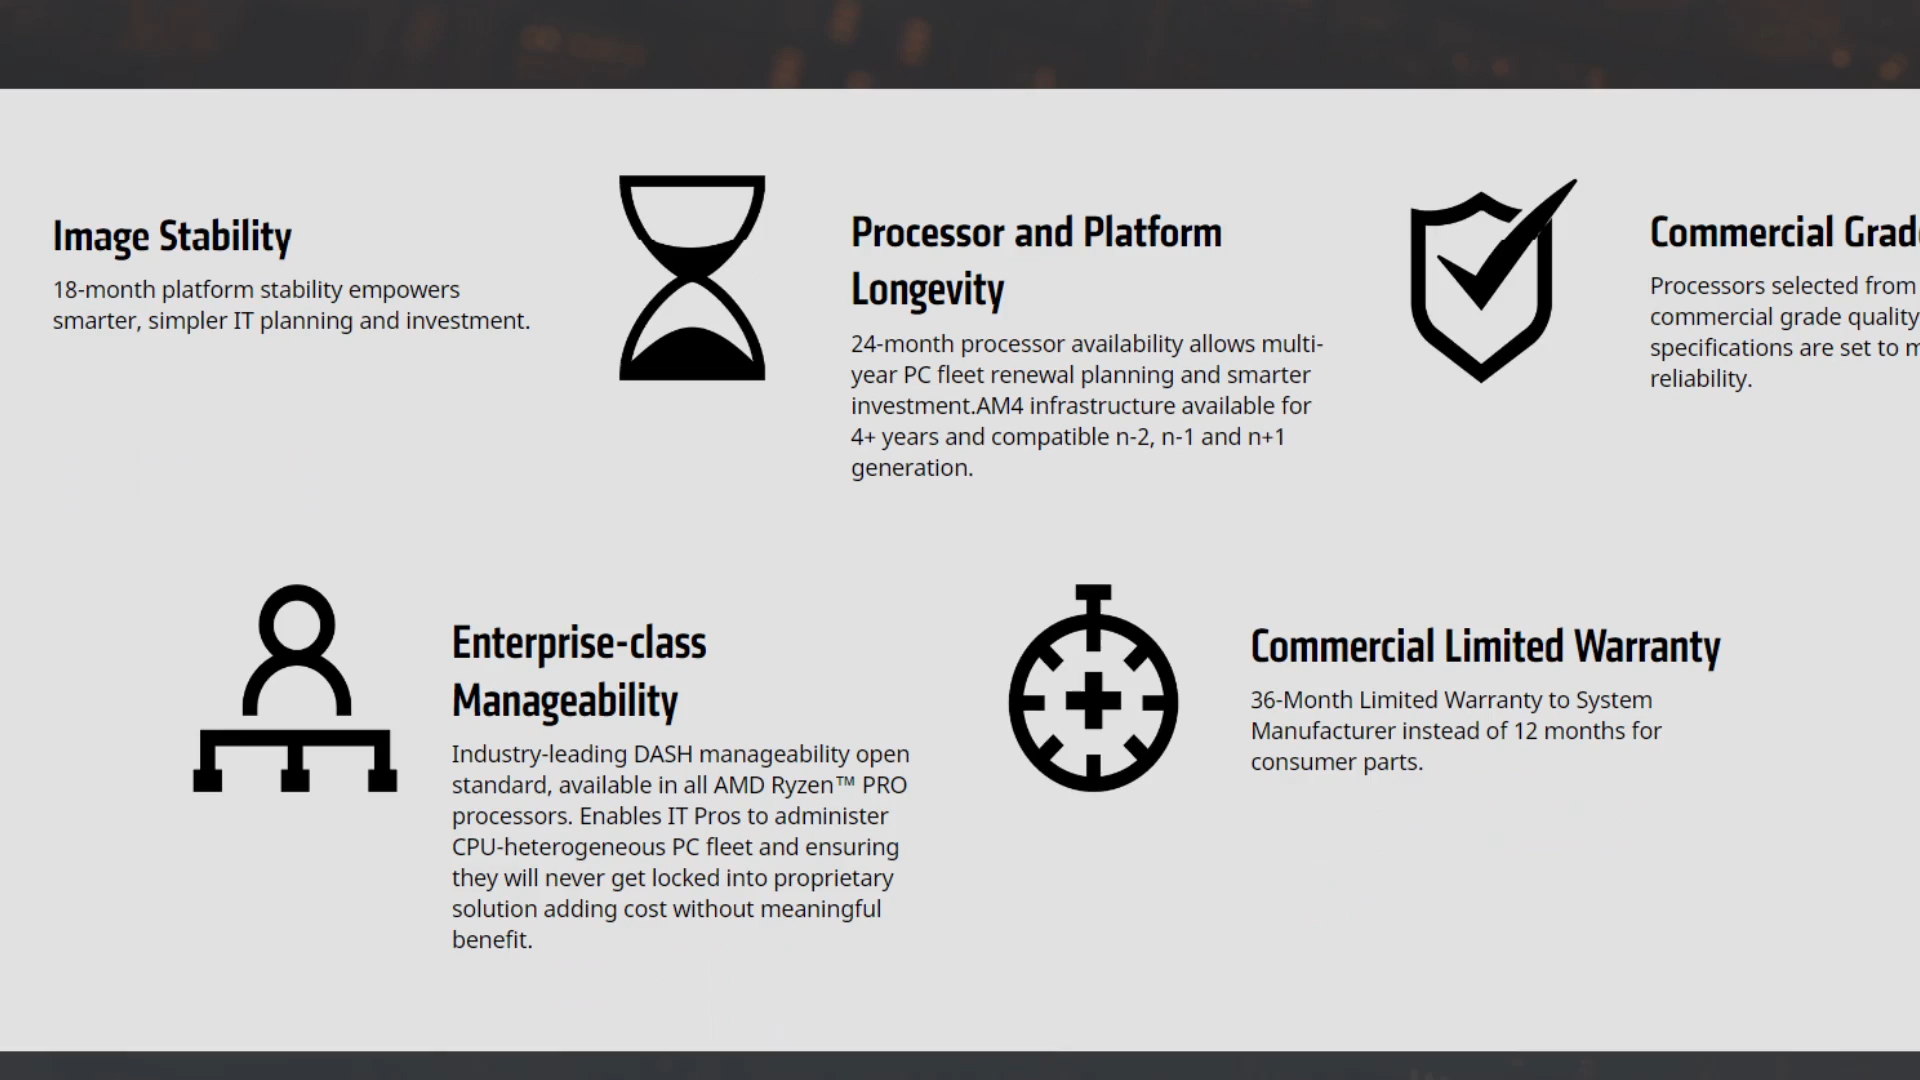 Image Stability
18-month platform stability empowers
smarter, simpler IT planning and investment.
Processor and Platform
Longevity
24-month processor availability allows multi-
year PC fleet renewal planning and smarter
investment.AM4 infrastructure available for
4+ years and compatible n-2, n-1 and n+1
generation.
Commercial
Processors selected from
commercial grade quality
specifications are set to
reliability.
Enterprise-class
Manageability
Industry-leading DASH manageability open
standard, available in all AMD Ryzen™ PRO
processors. Enables IT Pros to administer
CPU-heterogeneous PC fleet and ensuring
they will never get locked into proprietary
solution adding cost without meaningful
benefit.
Commercial Limited Warranty
36-Month Limited Warranty to System
Manufacturer instead of 12 months for
consumer parts.